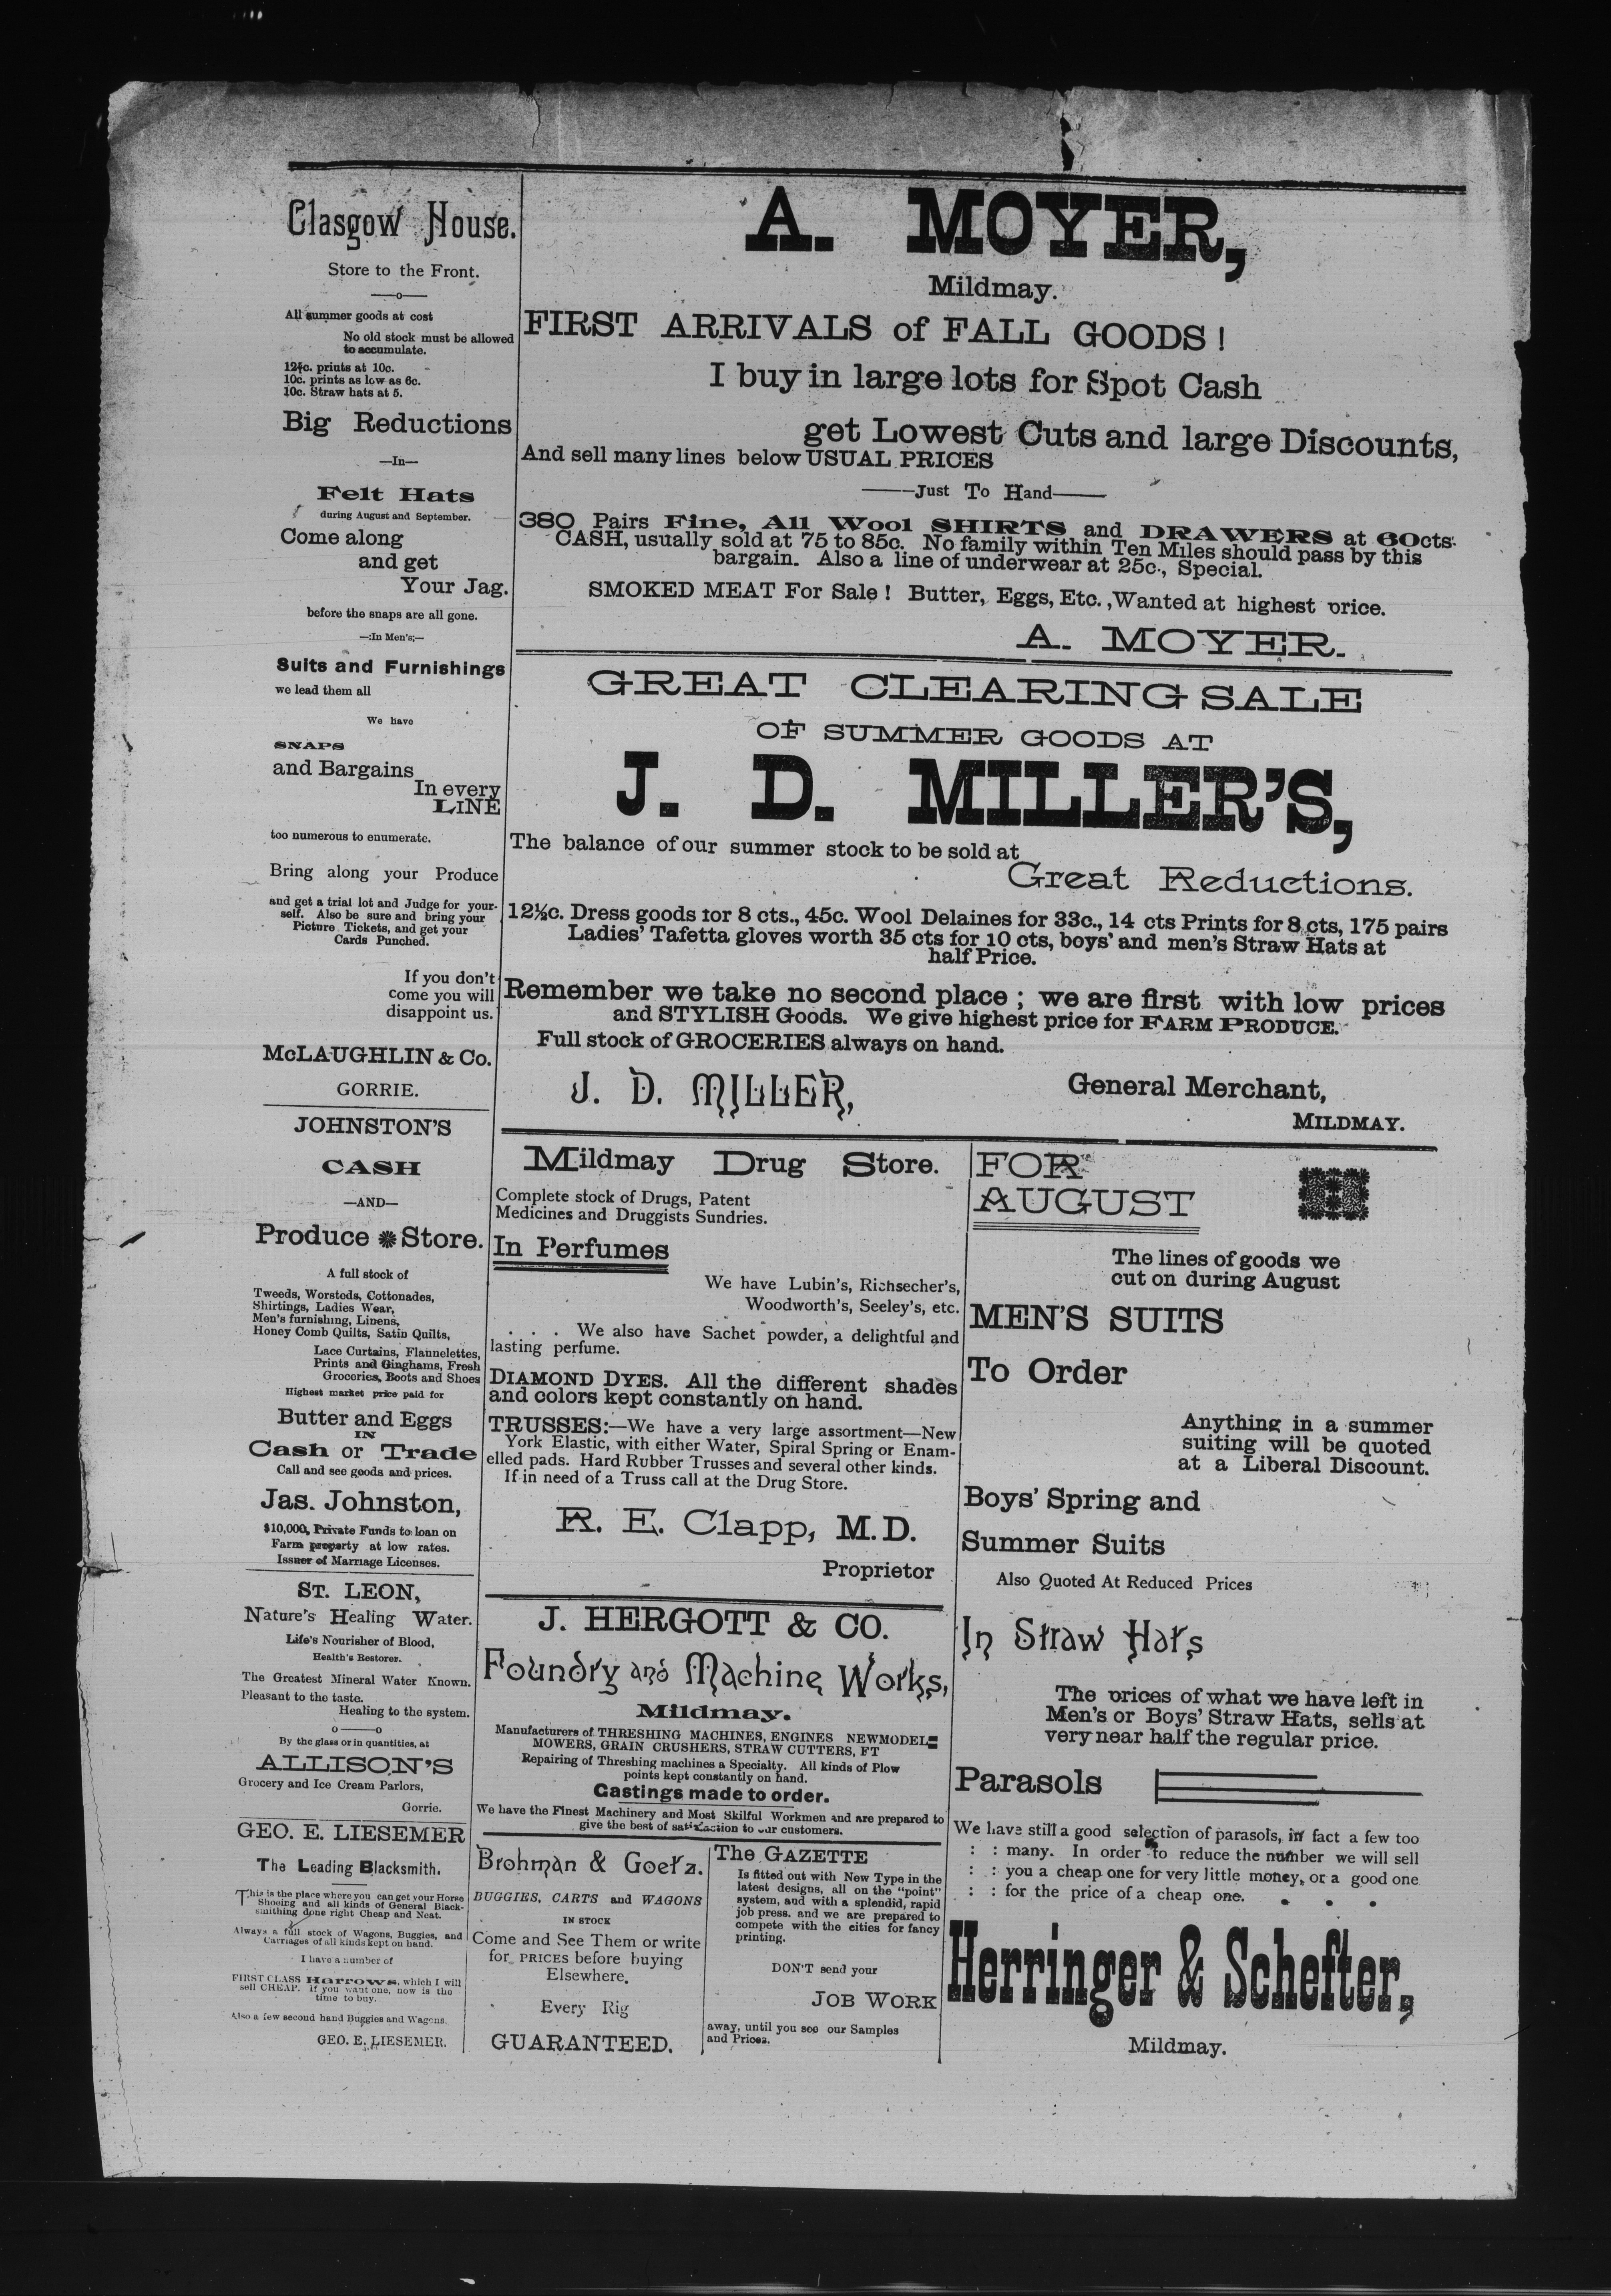 Glasgow House.
Store to the Front.
—o—
All summer goods at cost
No old stock must be allowed
to accumulate.
12½c. prints at 10c.
10c. prints as low as 6c.
10c. Straw hats at 5.
Big Reductions
—In—
Felt Hats
during August and September.
Come along
and get
Your Jag.
before the snaps are all gone.
—:In Men's;—
Suits and Furnishings
we lead them all
We have
SNAPS
and Bargains
In every
LINE
too numerous to enumerate.
Bring along your Produce
and get a trial lot and Judge for your-
self. Also be sure and bring your
Picture Tickets, and get your
Cards Punched.
If you don't
come you will
disappoint us.
McLAUGHLIN & Co.
GORRIE.
JOHNSTON'S
CASH
—AND—
Produce Store.
A full stock of
Tweeds, Worsteds, Cottonades,
Shirtings, Ladies Wear,
Men's furnishing, Linens,
Honey Comb Quilts, Satin Quilts,
Lace Curtains, Flannelettes,
Prints and Ginghams, Fresh
Groceries, Boots and Shoes
Highest market price paid for
Butter and Eggs
IN
Cash or Trade
Call and see goods and prices.
Jas. Johnston,
$10,000, Private Funds to loan on
Farm property at low rates.
Issuer of Marriage Licenses.
ST. LEON,
Nature's Healing Water.
Life's Nourisher of Blood,
Health's Restorer.
The Greatest Mineral Water Known.
Pleasant to the taste.
Healing to the system.
o——o
By the glass or in quantities, at
ALLISON'S
Grocery and Ice Cream Parlors,
Gorrie.
GEO. E. LIESEMER
The Leading Blacksmith.
This is the place where you can get your Horse
Shoeing and all kinds of General Black-
smithing done right Cheap and Neat.
Always a full stock of Wagons, Buggies, and
Carriages of all kinds kept on hand.
I have a number of
FIRST CLASS Harrows, which I will
sell CHEAP. if you want one, now is the
time to buy.
Also a few second hand Buggies and Wagons.
GEO. E. LIESEMER.
A. MOYER,
Mildmay.
FIRST ARRIVALS of FALL GOODS!
I buy in large lots for Spot Cash
get Lowest Cuts and large Discounts,
And sell many lines below USUAL PRICES
——Just To Hand——
380 Pairs Fine, All Wool SHIRTS and DRAWERS at 60cts.
CASH, usually sold at 75 to 85c. No family within Ten Miles should pass by this
bargain. Also a line of underwear at 25c., Special.
SMOKED MEAT For Sale! Butter, Eggs, Etc., Wanted at highest price.
A. MOYER.
GREAT CLEARING SALE
OF SUMMER GOODS AT
J. D. MILLER'S,
The balance of our summer stock to be sold at
Great Reductions.
12½c. Dress goods for 8 cts., 45c. Wool Delaines for 33c., 14 cts Prints for 8 cts, 175 pairs
Ladies' Tafetta gloves worth 35 cts for 10 cts, boys' and men's Straw Hats at
half Price.
Remember we take no second place; we are first with low prices
and STYLISH Goods. We give highest price for FARM PRODUCE.
Full stock of GROCERIES always on hand.
J. D. MILLER,
General Merchant,
MILDMAY.
Mildmay Drug Store.
Complete stock of Drugs, Patent
Medicines and Druggists Sundries.
In Perfumes
We have Lubin's, Richsecher's,
Woodworth's, Seeley's, etc.
. . . We also have Sachet powder, a delightful and
lasting perfume.
DIAMOND DYES. All the different shades
and colors kept constantly on hand.
TRUSSES:—We have a very large assortment—New
York Elastic, with either Water, Spiral Spring or Enam-
elled pads. Hard Rubber Trusses and several other kinds.
If in need of a Truss call at the Drug Store.
R. E. Clapp, M.D.
Proprietor
J. HERGOTT & CO.
Foundry and Machine Works,
Mildmay.
Manufacturers of THRESHING MACHINES, ENGINES NEWMODEL
MOWERS, GRAIN CRUSHERS, STRAW CUTTERS, FT
Repairing of Threshing machines a Specialty. All kinds of Plow
points kept constantly on hand.
Castings made to order.
We have the Finest Machinery and Most Skilful Workmen and are prepared to
give the best of satisfaction to our customers.
Brohman & Goetz.
BUGGIES, CARTS and WAGONS
IN STOCK
Come and See Them or write
for PRICES before buying
Elsewhere.
Every Rig
GUARANTEED.
The GAZETTE
Is fitted out with New Type in the
latest designs, all on the "point"
system, and with a splendid, rapid
job press, and we are prepared to
compete with the cities for fancy
printing.
DON'T send your
JOB WORK
away, until you see our Samples
and Prices.
FOR
AUGUST
The lines of goods we
cut on during August
MEN'S SUITS
To Order
Anything in a summer
suiting will be quoted
at a Liberal Discount.
Boys' Spring and
Summer Suits
Also Quoted At Reduced Prices
In Straw Hats
The prices of what we have left in
Men's or Boys' Straw Hats, sells at
very near half the regular price.
Parasols
We have still a good selection of parasols, in fact a few too
: : many. In order to reduce the number we will sell
: : you a cheap one for very little money, or a good one
: : for the price of a cheap one. . . .
Herringer & Schefter,
Mildmay.